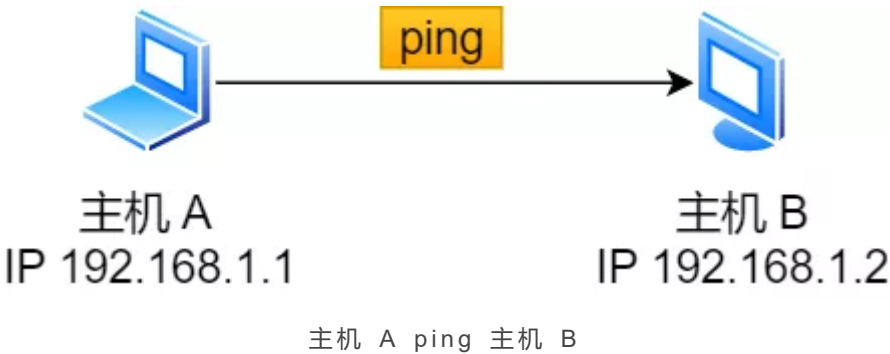 ping
主机 A
IP 192.168.1.1
主机 B
IP 192.168.1.2
主机 A ping 主机 B